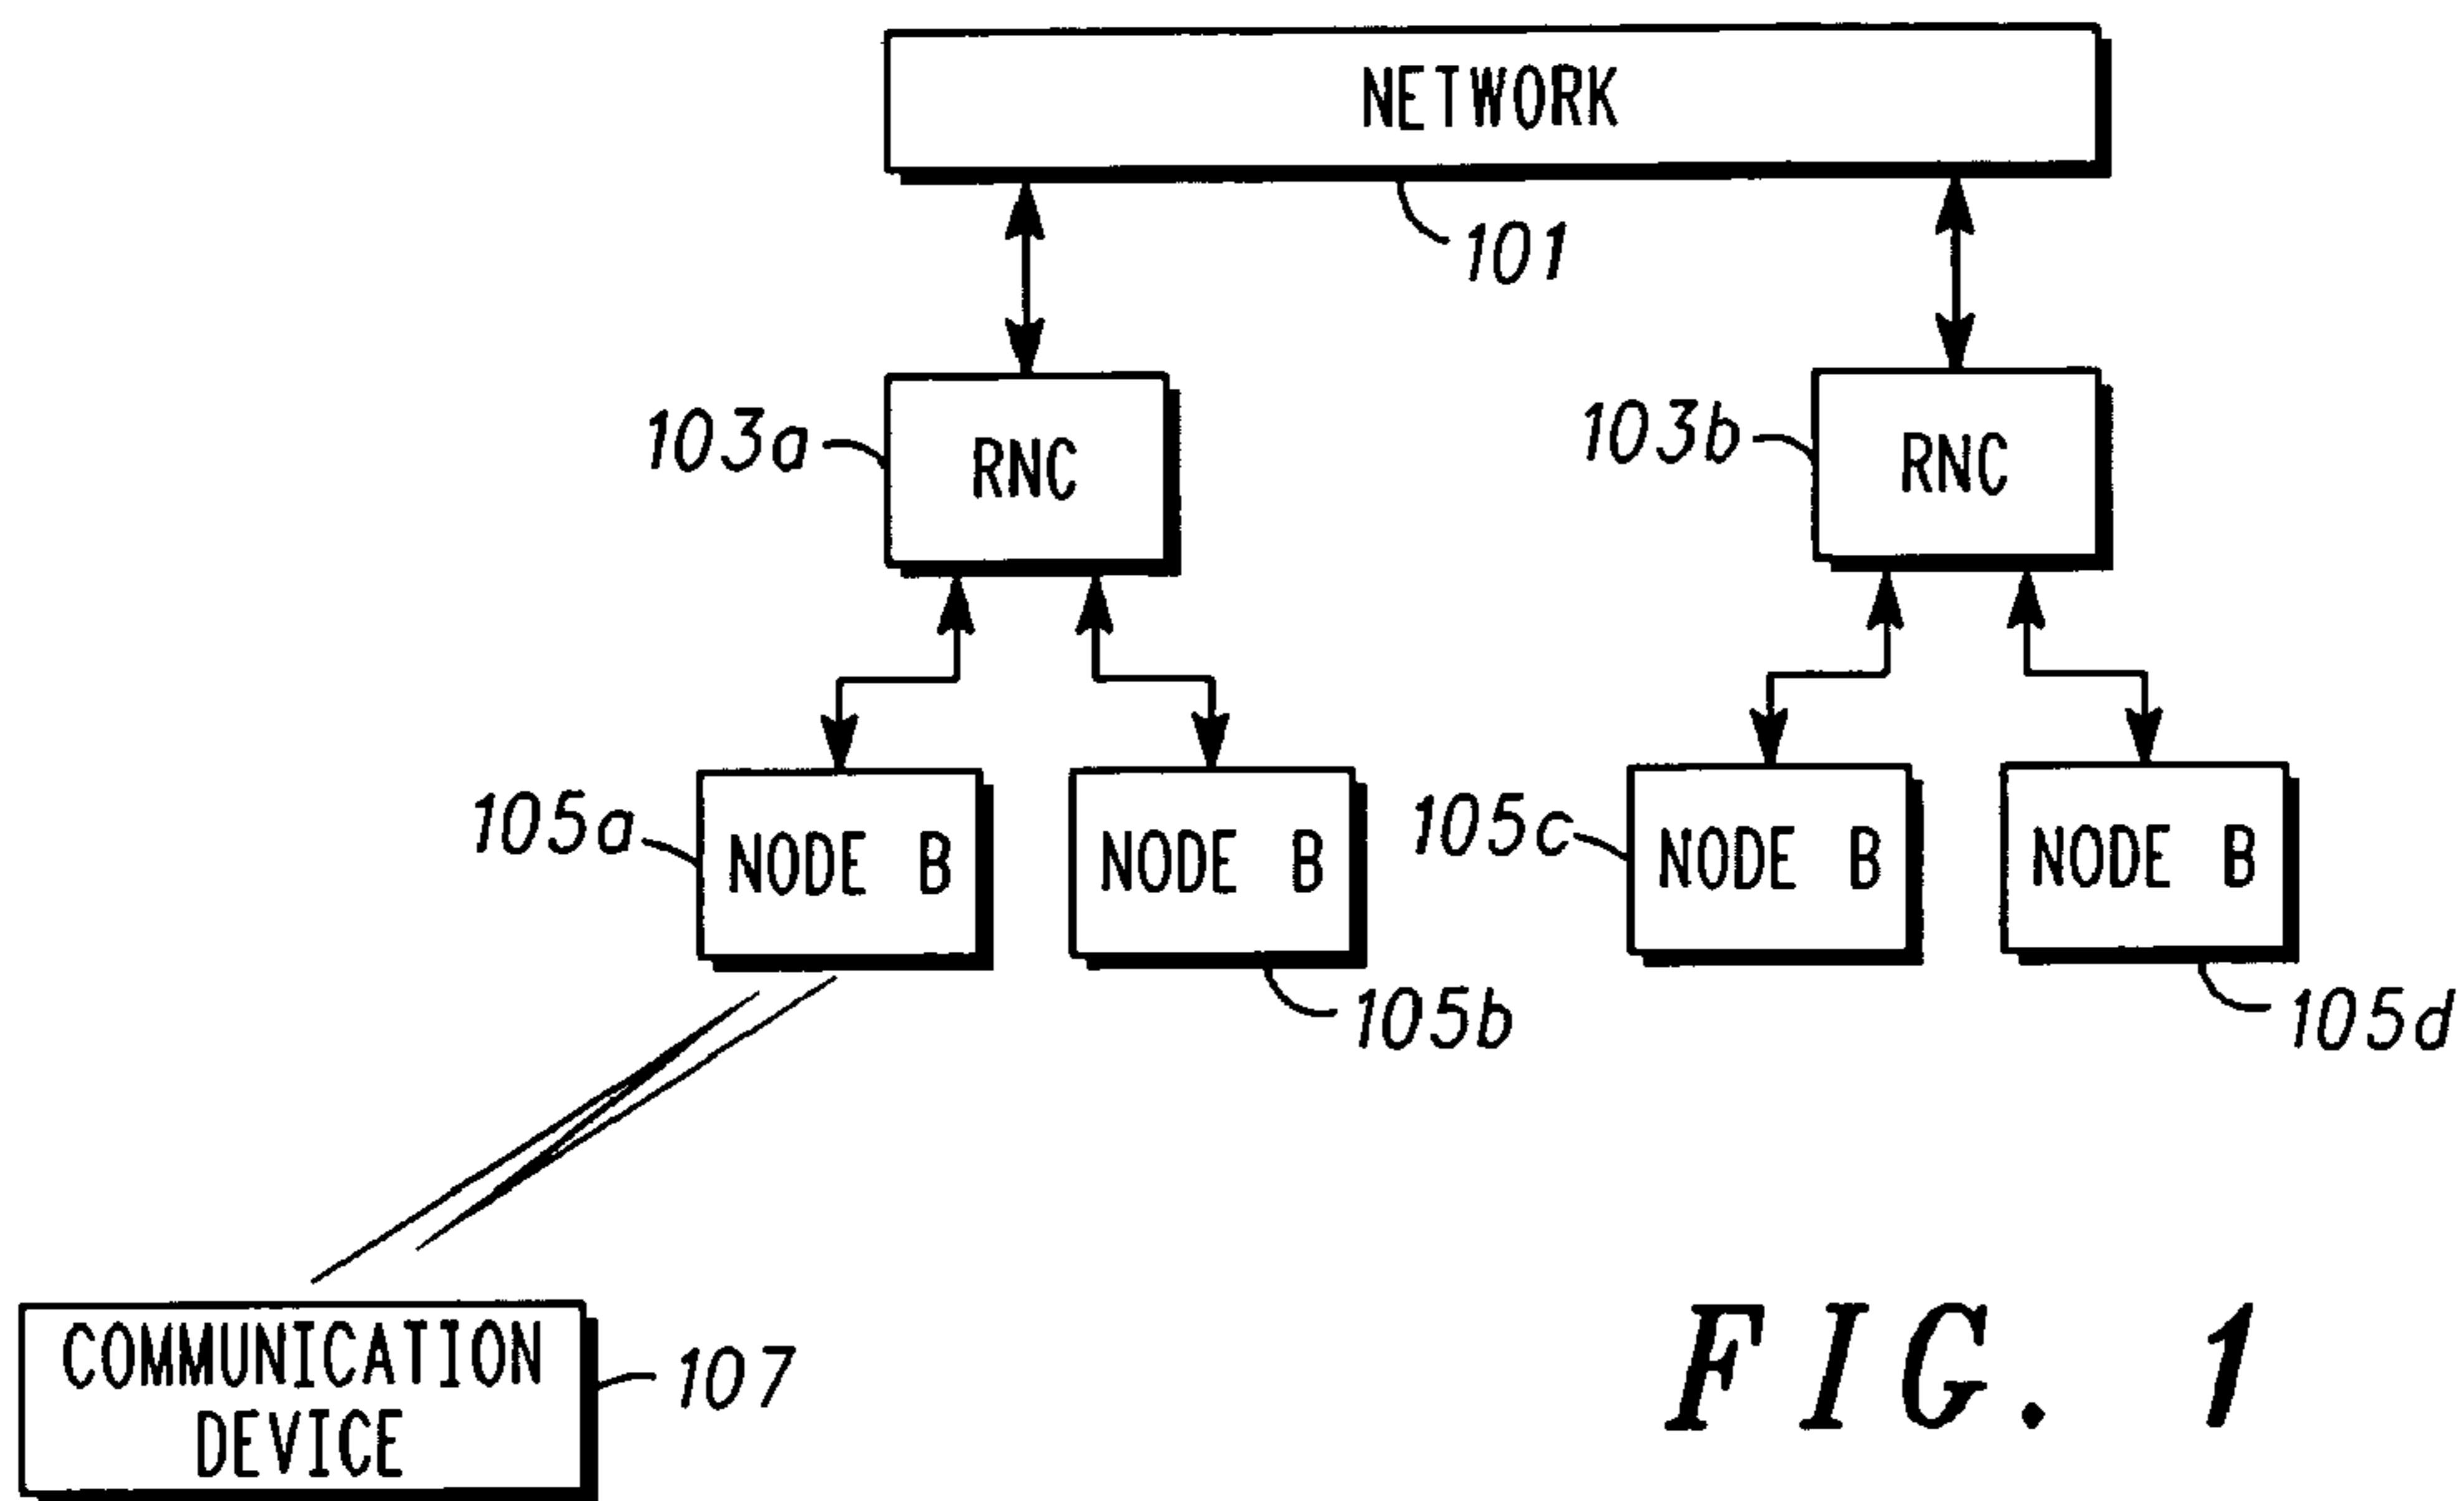 NETWORK
101
103a
RNC
103b
RNC
105a
NODE B
NODE B
105c
NODE B
NODE B
105b
105d
COMMUNICATION
DEVICE
107
FIG. 1